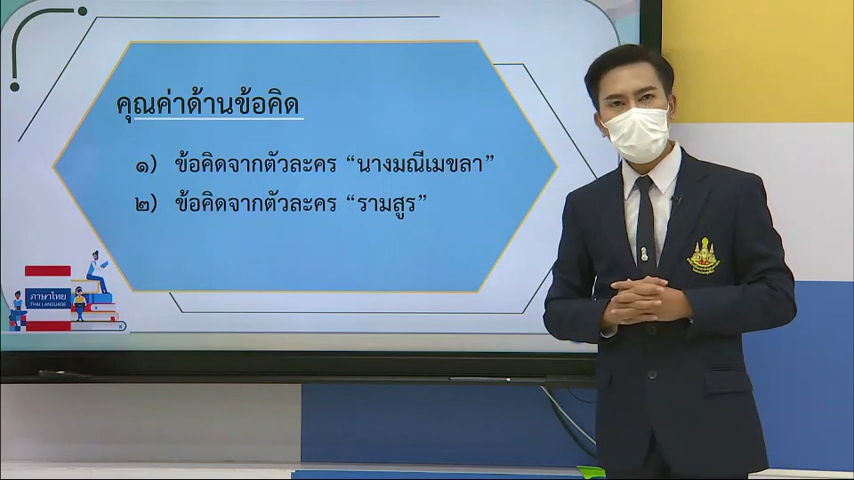 คุณค่าด้านข้อคิด
๑) ข้อคิดจากตัวละคร “นางมณีเมขลา”
๒) ข้อคิดจากตัวละคร “รามสูร”
ภาษาไทย
THAI LANGUAGE